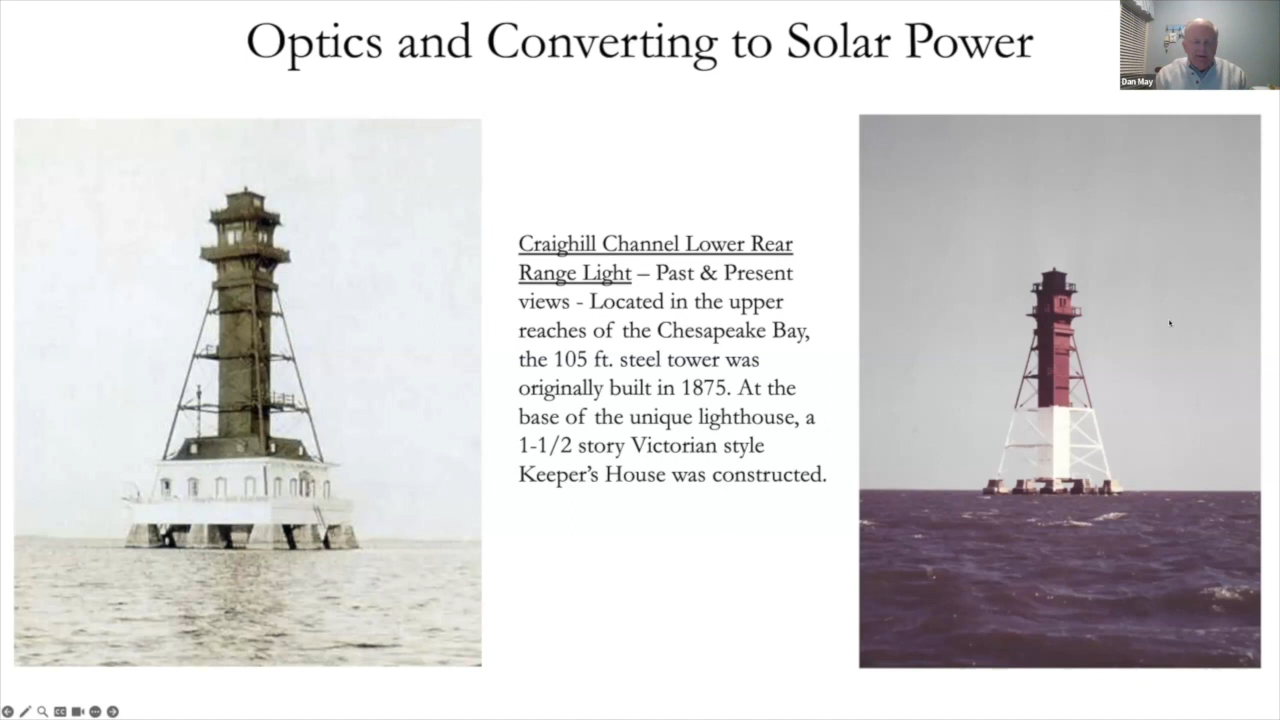 Optics and Converting to Solar Power
Dan May
Craighill Channel Lower Rear
Range Light – Past & Present
views - Located in the upper
reaches of the Chesapeake Bay,
the 105 ft. steel tower was
originally built in 1875. At the
base of the unique lighthouse, a
1-1/2 story Victorian style
Keeper’s House was constructed.
CC